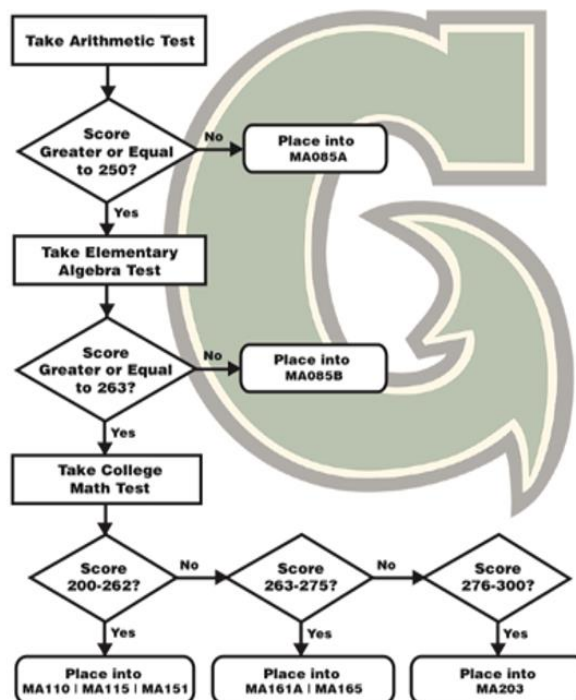 Take Arithmetic Test
Score
Greater or Equal
to 250?
No
Place into
MA085A
Yes
Take Elementary
Algebra Test
Score
Greater or Equal
to 263?
No
Place into
MA085B
Yes
Take College
Math Test
Score
200-262?
No
Score
263-275?
No
Score
276-300?
Yes
Yes
Yes
Place into
MA110 | MA115 | MA151
Place into
MA161A | MA165
Place into
MA203